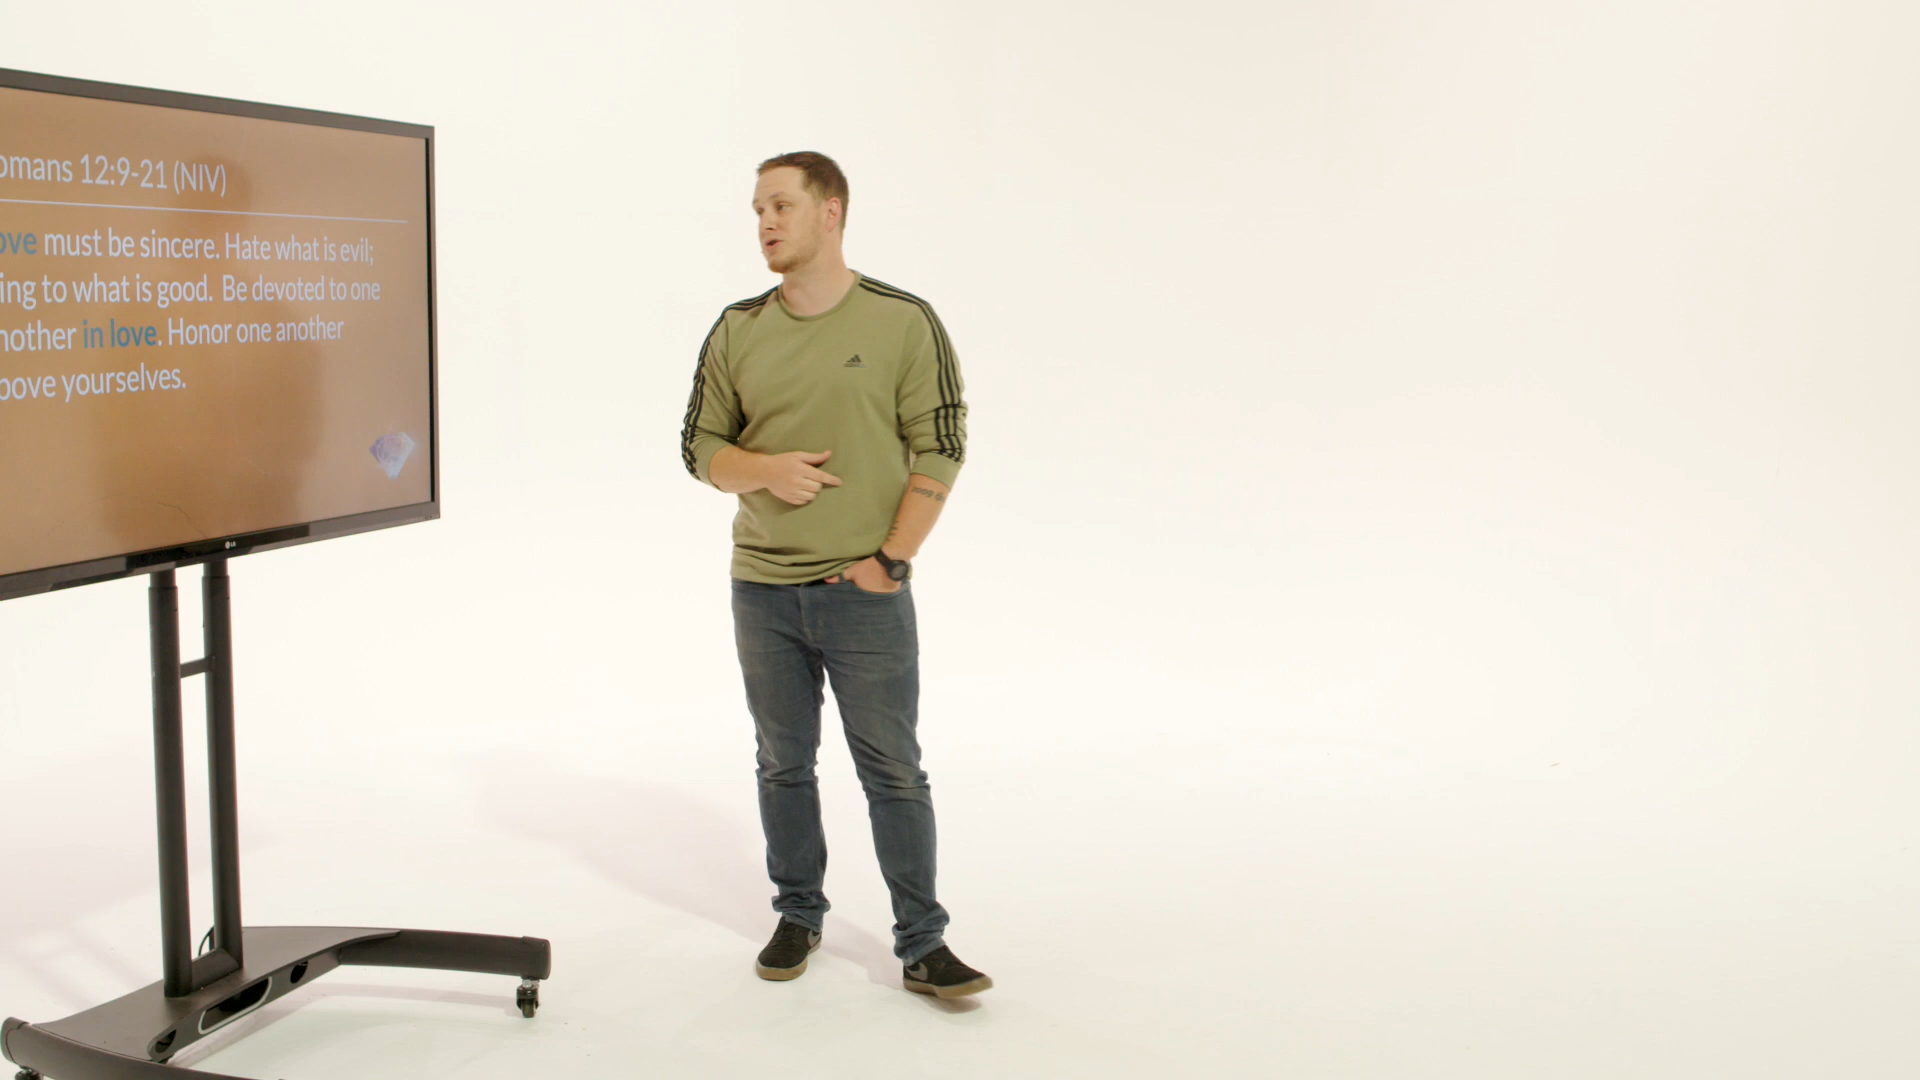 omans 12:9-21 (NIV)
ove must be sincere. Hate what is evil;
ing to what is good. Be devoted to one
nother in love. Honor one another
bove yourselves.
LG